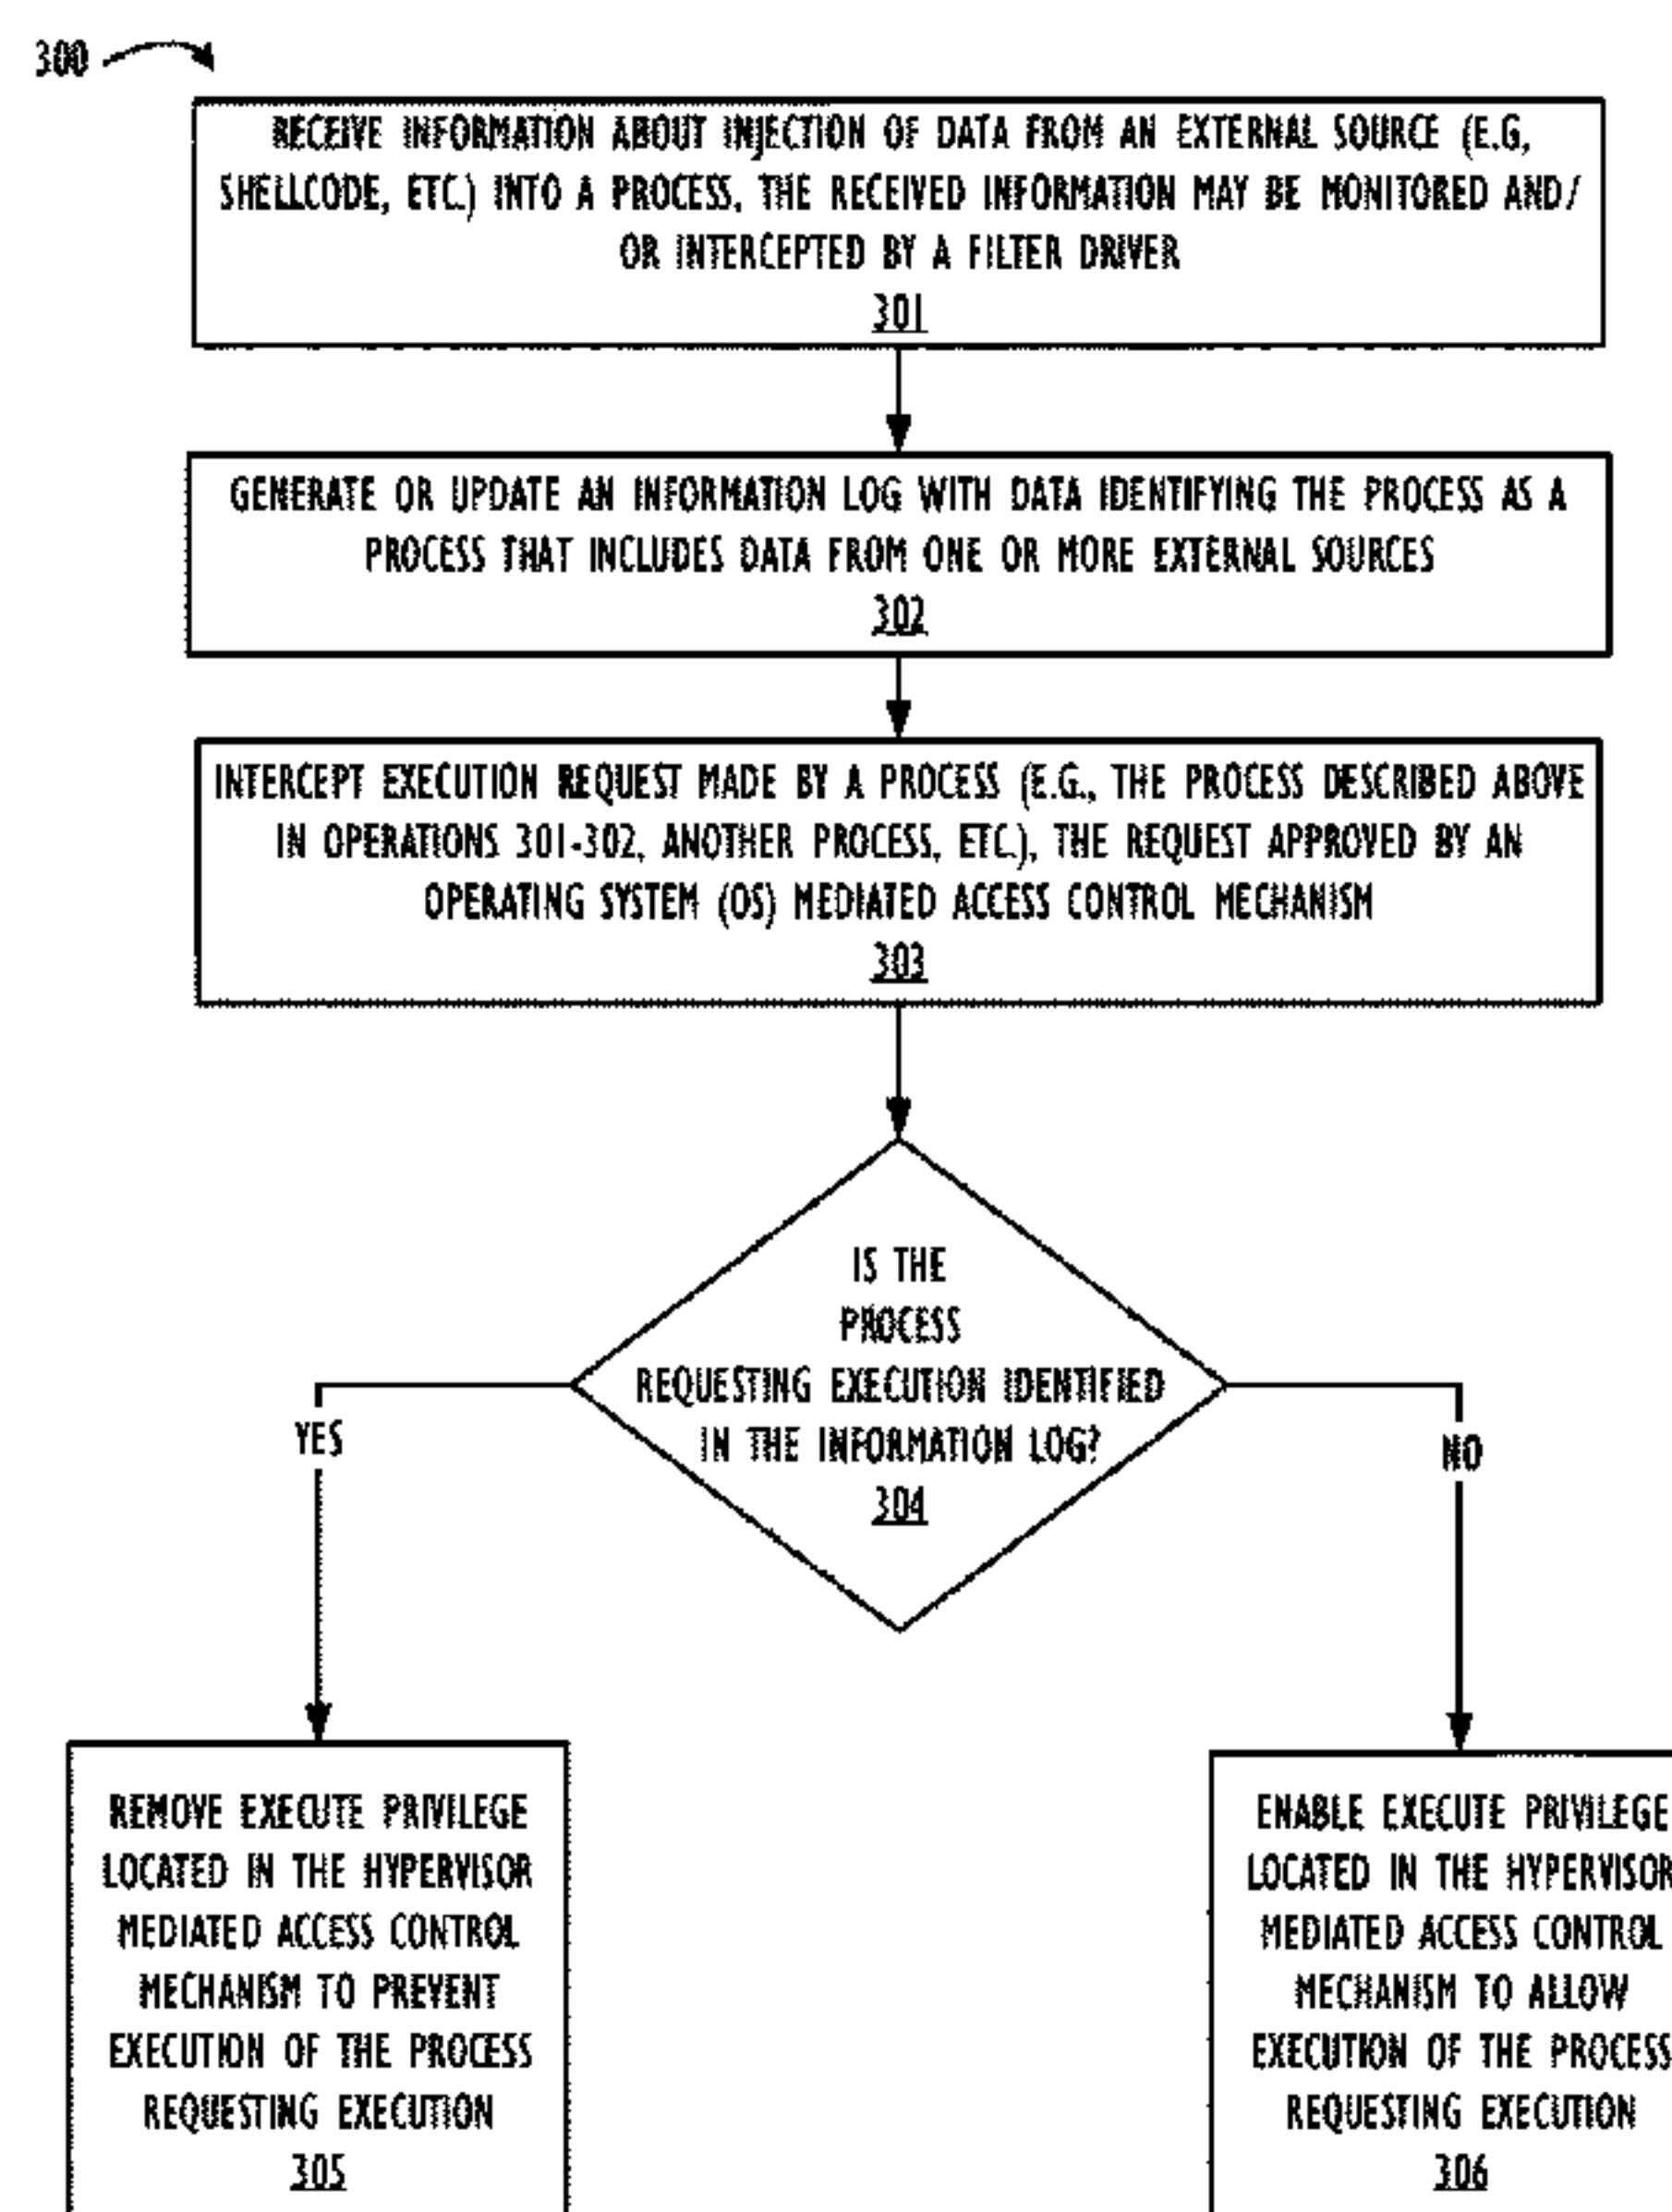 300
RECEIVE INFORMATION ABOUT INJECTION OF DATA FROM AN EXTERNAL SOURCE (E.G,
SHELLCODE, ETC.) INTO A PROCESS, THE RECEIVED INFORMATION MAY BE MONITORED AND/
OR INTERCEPTED BY A FILTER DRIVER
301
GENERATE OR UPDATE AN INFORMATION LOG WITH DATA IDENTIFYING THE PROCESS AS A
PROCESS THAT INCLUDES DATA FROM ONE OR MORE EXTERNAL SOURCES
302
INTERCEPT EXECUTION REQUEST MADE BY A PROCESS (E.G., THE PROCESS DESCRIBED ABOVE
IN OPERATIONS 301-302, ANOTHER PROCESS, ETC.), THE REQUEST APPROVED BY AN
OPERATING SYSTEM (OS) MEDIATED ACCESS CONTROL MECHANISM
303
IS THE
PROCESS
REQUESTING EXECUTION IDENTIFIED
IN THE INFORMATION LOG?
304
YES
NO
REMOVE EXECUTE PRIVILEGE
LOCATED IN THE HYPERVISOR
MEDIATED ACCESS CONTROL
MECHANISM TO PREVENT
EXECUTION OF THE PROCESS
REQUESTING EXECUTION
305
ENABLE EXECUTE PRIVILEGE
LOCATED IN THE HYPERVISOR
MEDIATED ACCESS CONTROL
MECHANISM TO ALLOW
EXECUTION OF THE PROCESS
REQUESTING EXECUTION
306